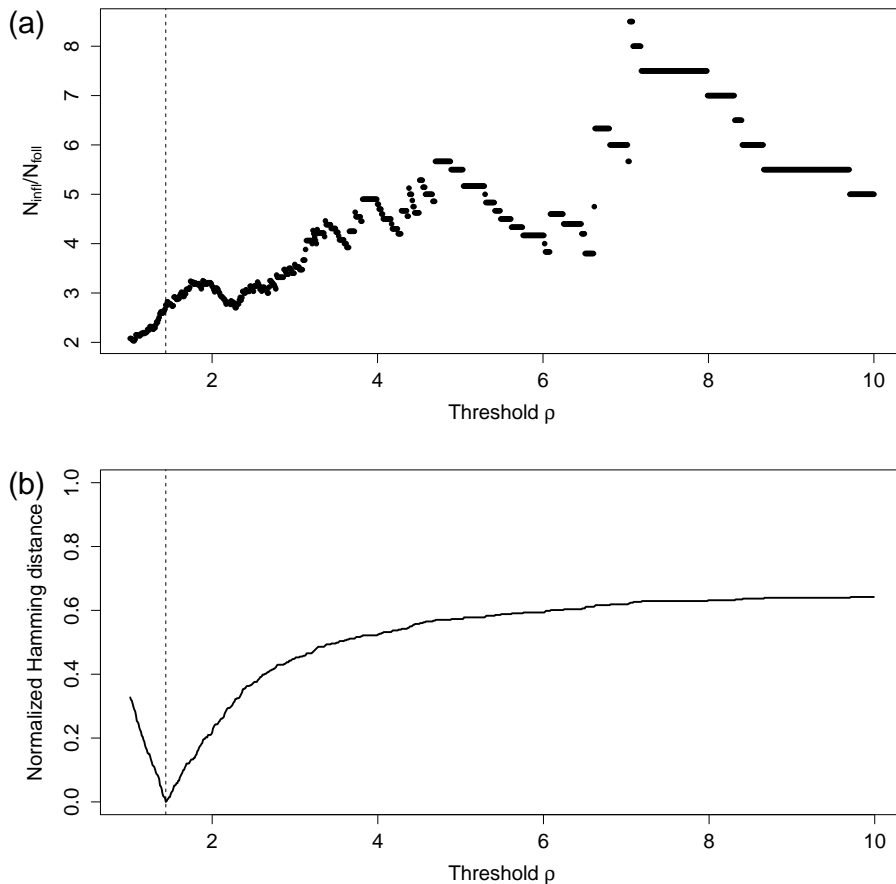 (a)
N_infl/N_foll
8
7
6
5
4
3
2
2 4 6 8 10
Threshold ρ
(b)
Normalized Hamming distance
1.0
0.8
0.6
0.4
0.2
0.0
2 4 6 8 10
Threshold ρ